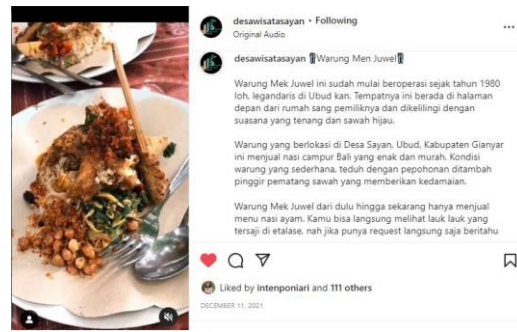 desawisatasayan • Following
Original Audio
desawisatasayan Warung Men Juwel
Warung Mek Juwel ini sudah mulai beroperasi sejak tahun 1980
loh, legendaris di Ubud kan. Tempatnya ini berada di halaman
depan dari rumah sang pemiliknya dan dikelilingi dengan
suasana yang tenang dan sawah hijau.
Warung yang berlokasi di Desa Sayan, Ubud, Kabupaten Gianyar
ini menjual nasi campur Bali yang enak dan murah. Kondisi
warung yang sederhana, teduh dengan pepohonan ditambah
pinggir pematang sawah yang memberikan kedamaian.
Warung Mek Juwel dari dulu hingga sekarang hanya menjual
menu nasi ayam. Kamu bisa langsung melihat lauk lauk yang
tersaji di etalase, nah jika punya request langsung saja beritahu
Liked by intenponiari and 111 others
DECEMBER 11, 2021